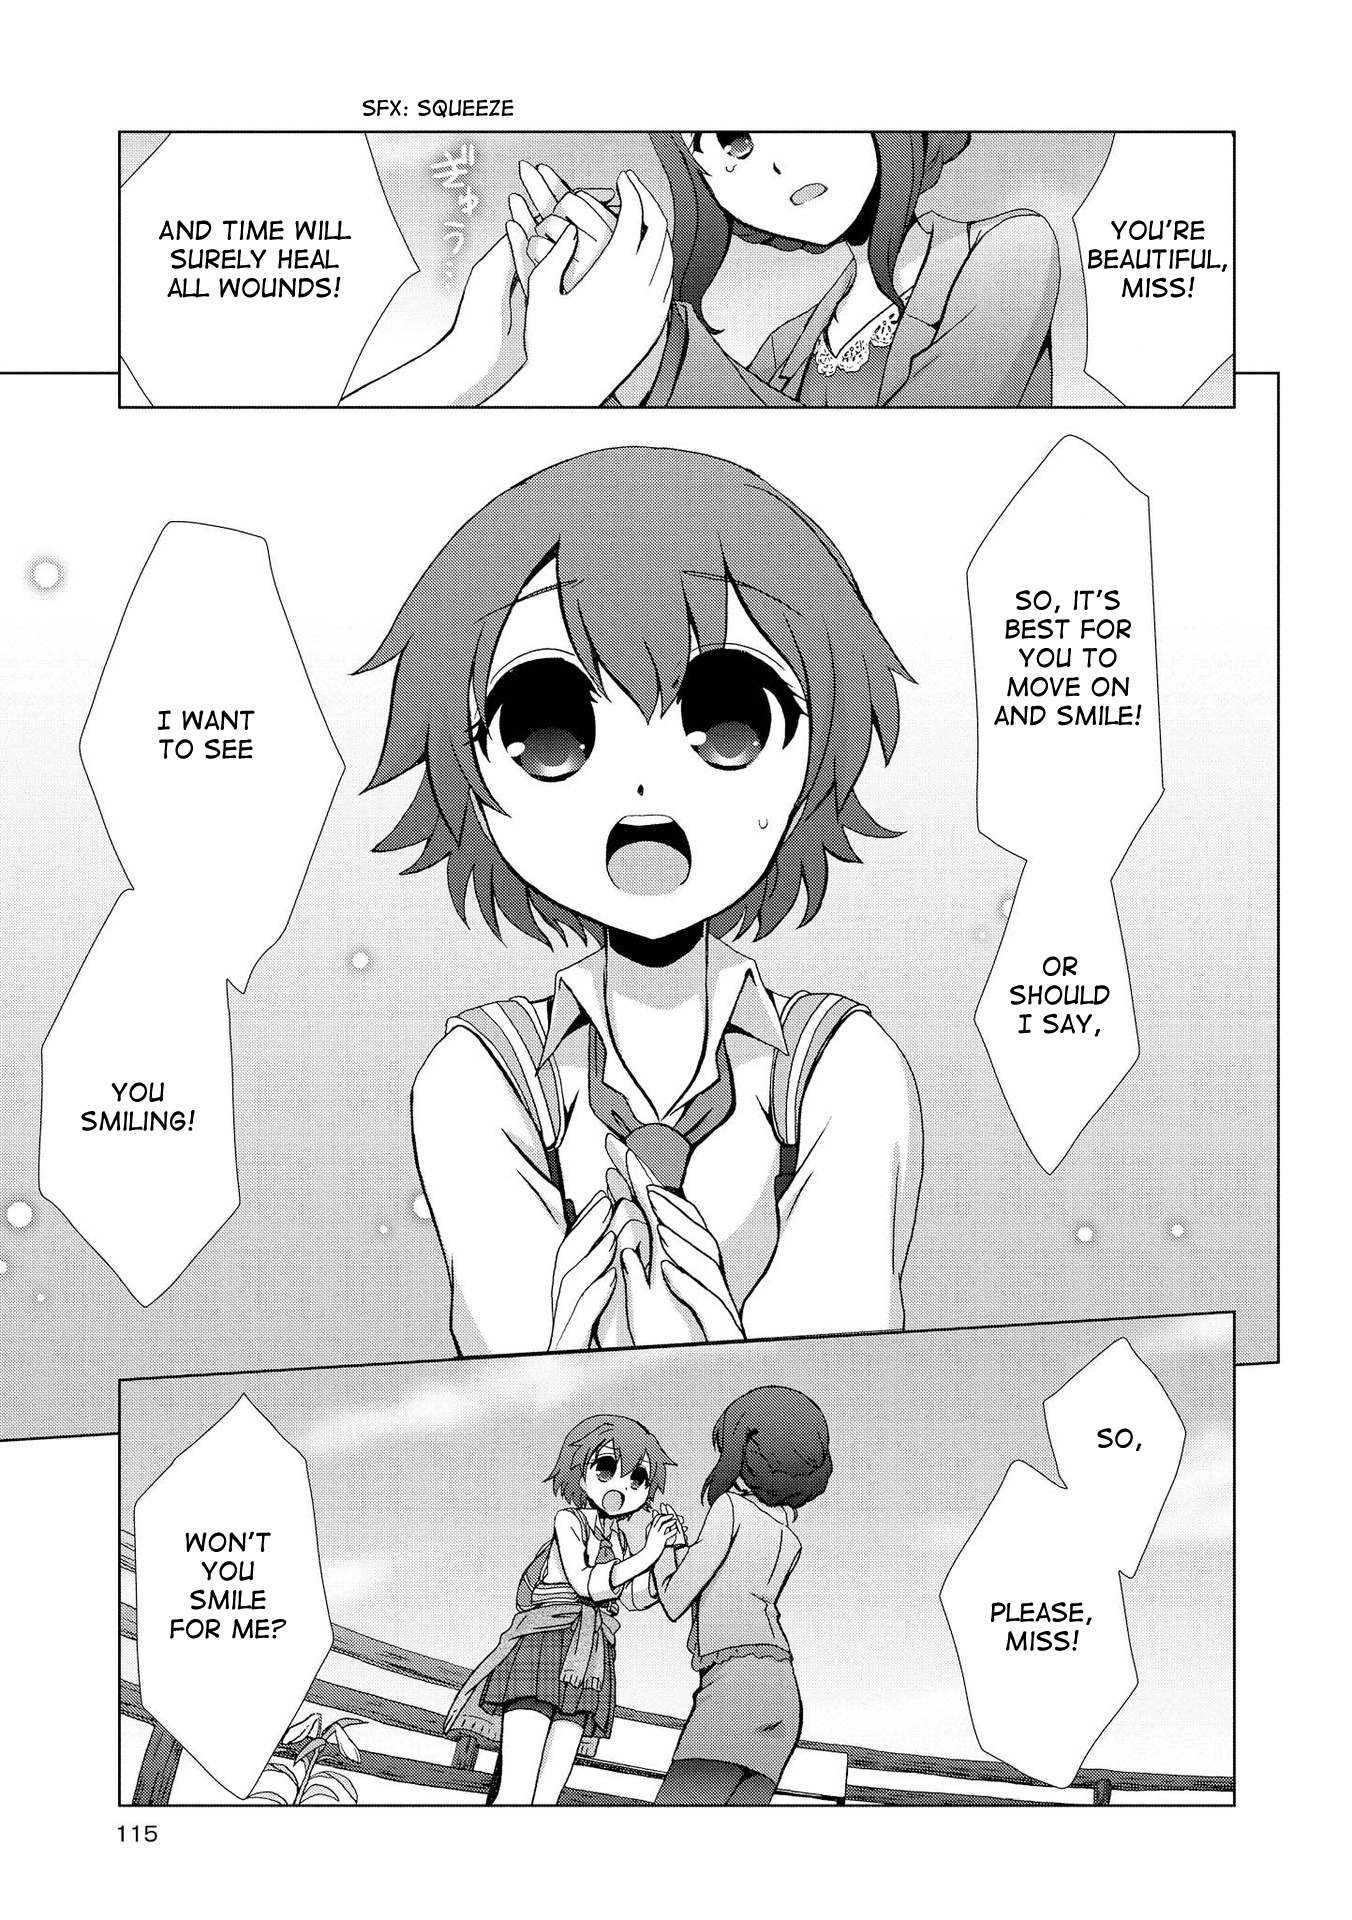 SFX: SQUEEZE
YOU'RE
BEAUTIFUL,
MISS!
ぎゅっ…
AND TIME WILL
SURELY HEAL
ALL WOUNDS!
SO, IT'S
BEST FOR
YOU TO
MOVE ON
AND SMILE!
OR
SHOULD
I SAY,
I WANT
TO SEE
YOU
SMILING!
SO,
PLEASE,
MISS!
WON'T
YOU
SMILE
FOR ME?
115